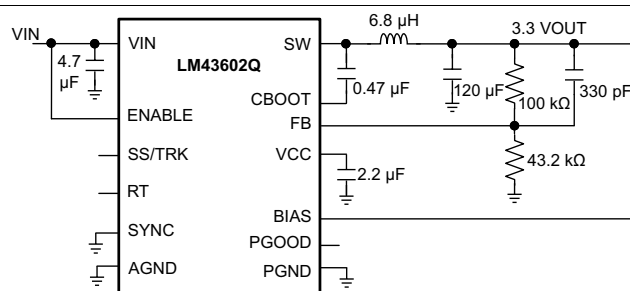 VIN
VIN
SW
6.8 µH
3.3 VOUT
4.7
µF
LM43602Q
0.47 µF
120 µF
100 kΩ
330 pF
CBOOT
ENABLE
FB
SS/TRK
VCC
43.2 kΩ
2.2 µF
RT
BIAS
SYNC
PGOOD
AGND
PGND